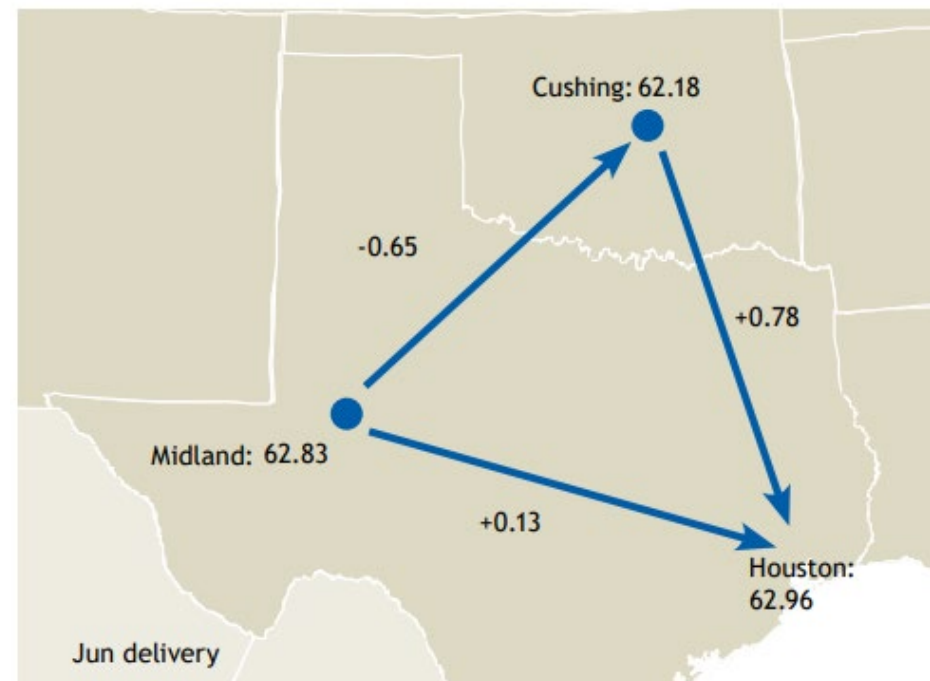 Cushing: 62.18
-0.65
+0.78
Midland: 62.83
+0.13
Houston:
62.96
Jun delivery